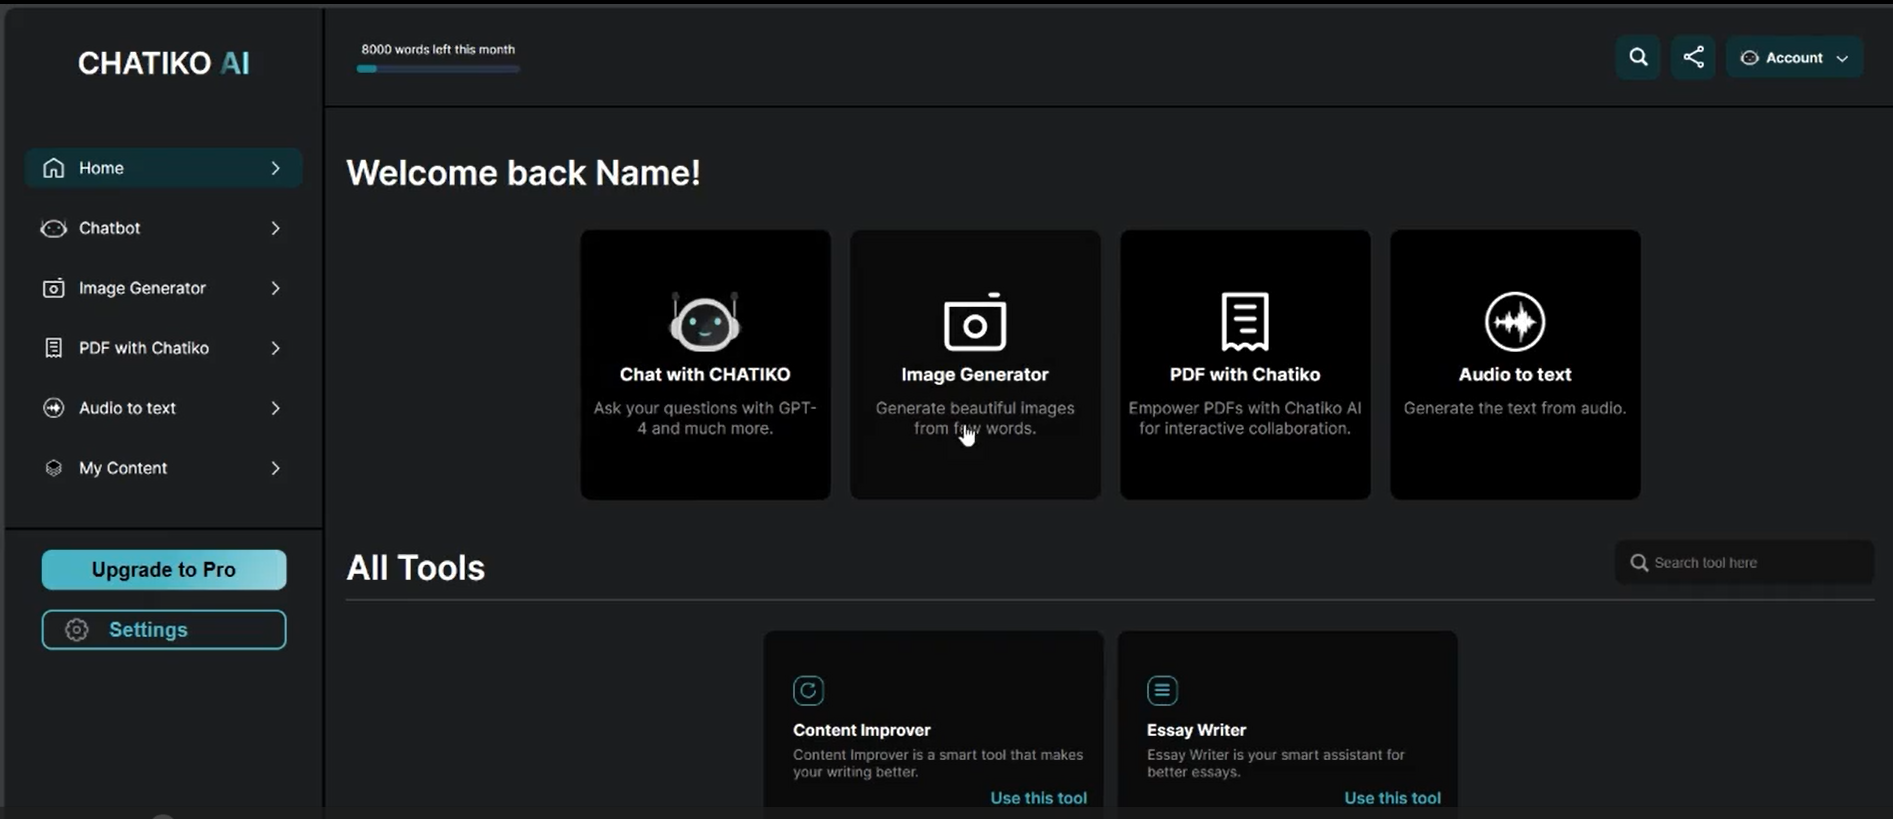 CHATIKO AI
8000 words left this month
Account
Home
Chatbot
Image Generator
PDF with Chatiko
Audio to text
My Content
Upgrade to Pro
Settings
Welcome back Name!
Chat with CHATIKO
Ask your questions with GPT-
4 and much more.
Image Generator
Generate beautiful images
from few words.
PDF with Chatiko
Empower PDFs with Chatiko AI
for interactive collaboration.
Audio to text
Generate the text from audio.
All Tools
Search tool here
Content Improver
Content Improver is a smart tool that makes
your writing better.
Use this tool
Essay Writer
Essay Writer is your smart assistant for
better essays.
Use this tool